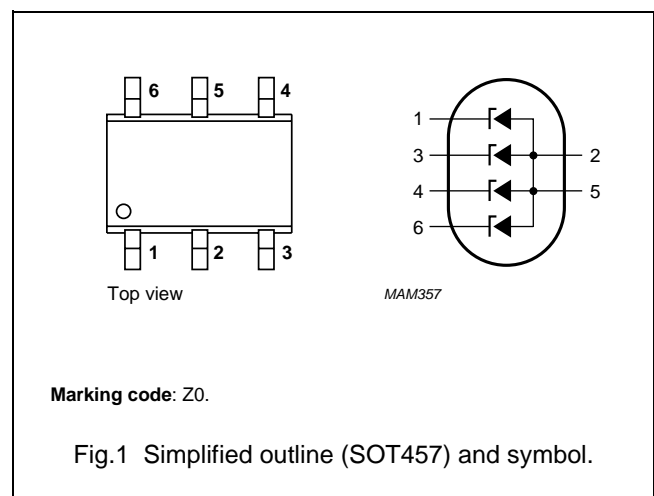 6 5 4
1 2 3
Top view
1
3 2
4 5
6
MAM357
Marking code: Z0.
Fig.1 Simplified outline (SOT457) and symbol.